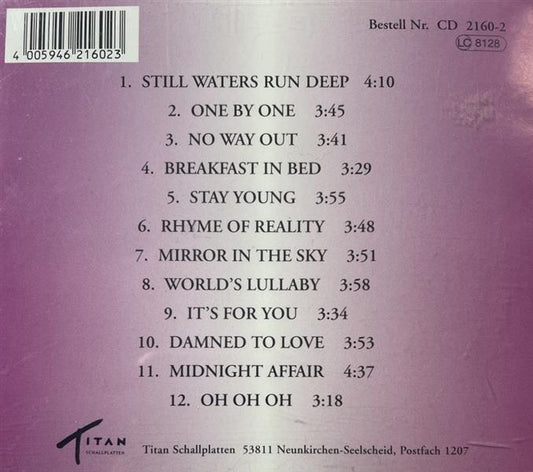 Bestell Nr. CD 2160-2
LC 8128
4 005946 216023
1. STILL WATERS RUN DEEP 4:10
2. ONE BY ONE 3:45
3. NO WAY OUT 3:41
4. BREAKFAST IN BED 3:29
5. STAY YOUNG 3:55
6. RHYME OF REALITY 3:48
7. MIRROR IN THE SKY 3:51
8. WORLD'S LULLABY 3:58
9. IT'S FOR YOU 3:34
10. DAMNED TO LOVE 3:53
11. MIDNIGHT AFFAIR 4:37
12. OH OH OH 3:18
TITAN
SCHALLPLATTEN
Titan Schallplatten 53811 Neunkirchen-Seelscheid, Postfach 1207